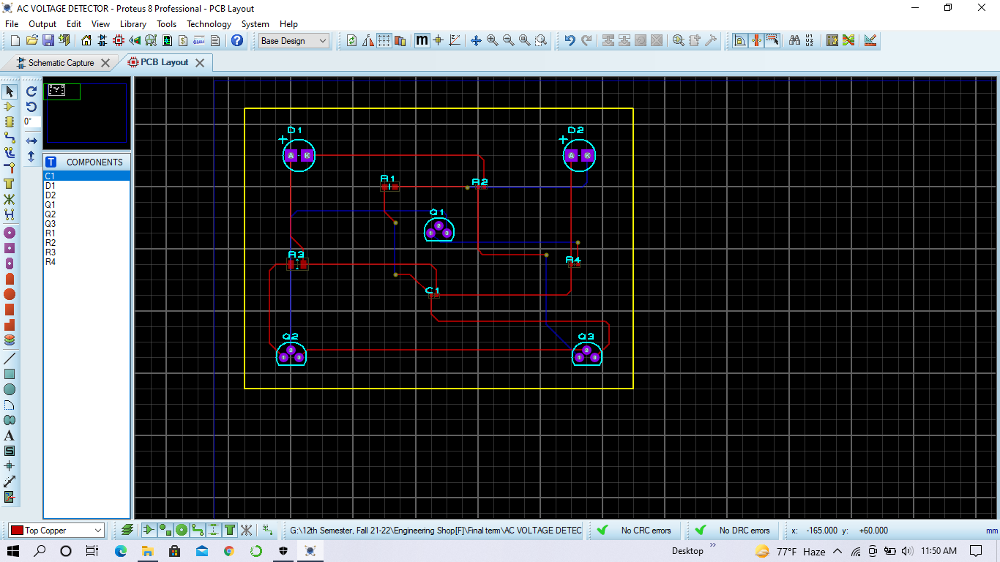 AC VOLTAGE DETECTOR - Proteus 8 Professional - PCB Layout
File Output Edit View Library Tools Technology System Help
Base Design
Schematic Capture PCB Layout
0°
COMPONENTS
C1
D1
D2
Q1
Q2
Q3
R1
R2
R3
R4
D1 D2
+ +
A K A K
R1 R2
Q1
2
1 3
R3 R4
C1
Q2 Q3
2 2
1 3 1 3
Top Copper
G:\12th Semester, Fall 21-22\Engineering Shop[F]\Final term\AC VOLTAGE DETEC
No CRC errors
No DRC errors
x: -165.000 y: +60.000 mm
Desktop 77°F Haze 11:50 AM